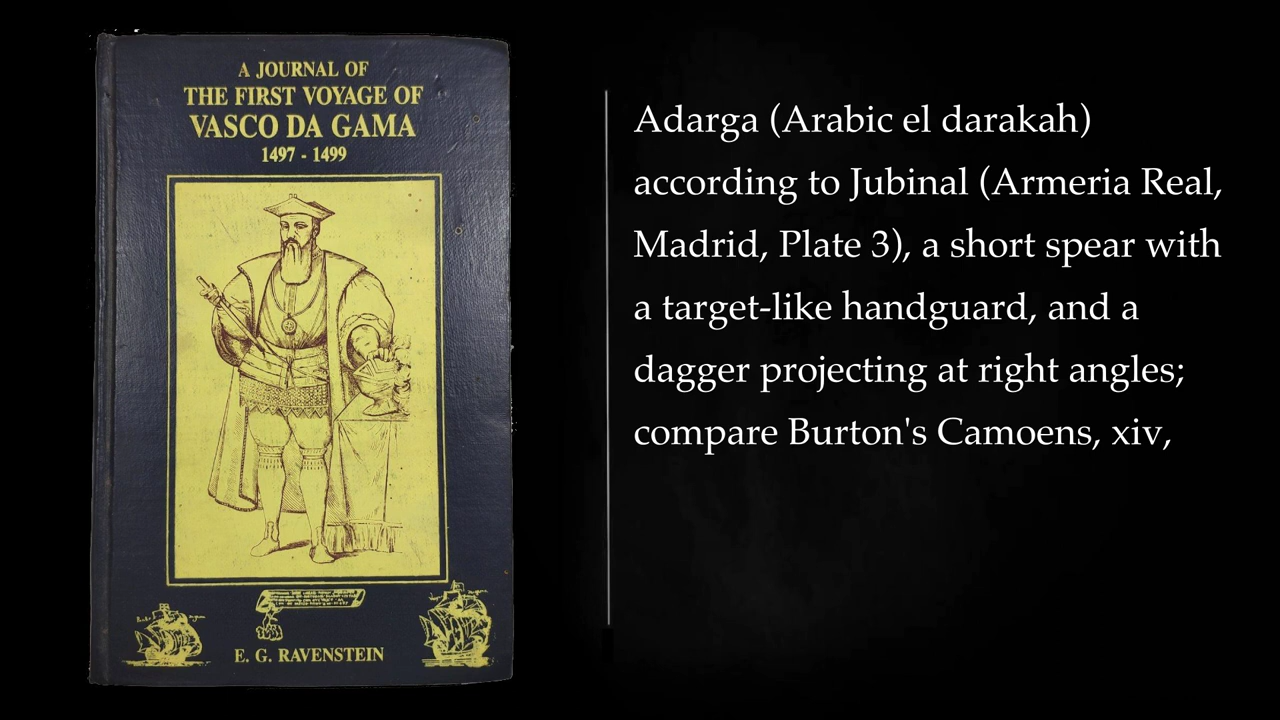 A JOURNAL OF
THE FIRST VOYAGE OF
VASCO DA GAMA
1497 - 1499
E. G. RAVENSTEIN
Adarga (Arabic el darakah)
according to Jubinal (Armeria Real,
Madrid, Plate 3), a short spear with
a target-like handguard, and a
dagger projecting at right angles;
compare Burton's Camoens, xiv,